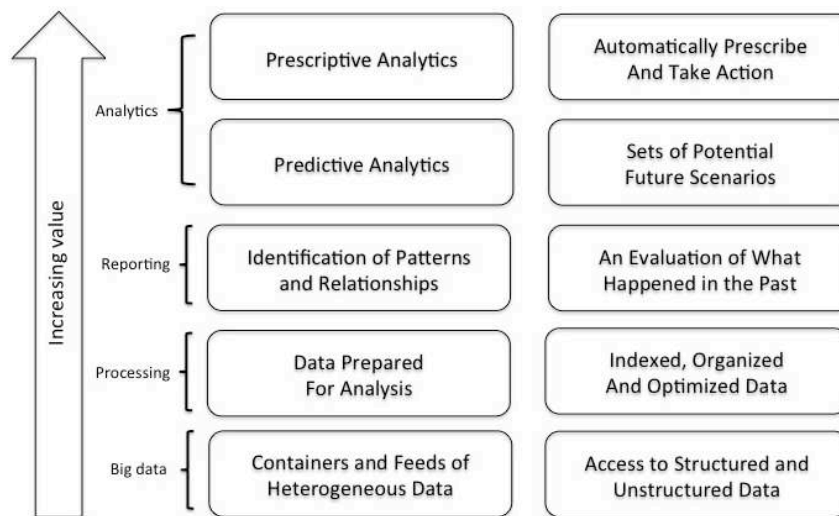 Prescriptive Analytics
Automatically Prescribe
And Take Action
Analytics
Predictive Analytics
Sets of Potential
Future Scenarios
Increasing value
Reporting
Identification of Patterns
and Relationships
An Evaluation of What
Happened in the Past
Processing
Data Prepared
For Analysis
Indexed, Organized
And Optimized Data
Big data
Containers and Feeds of
Heterogeneous Data
Access to Structured and
Unstructured Data